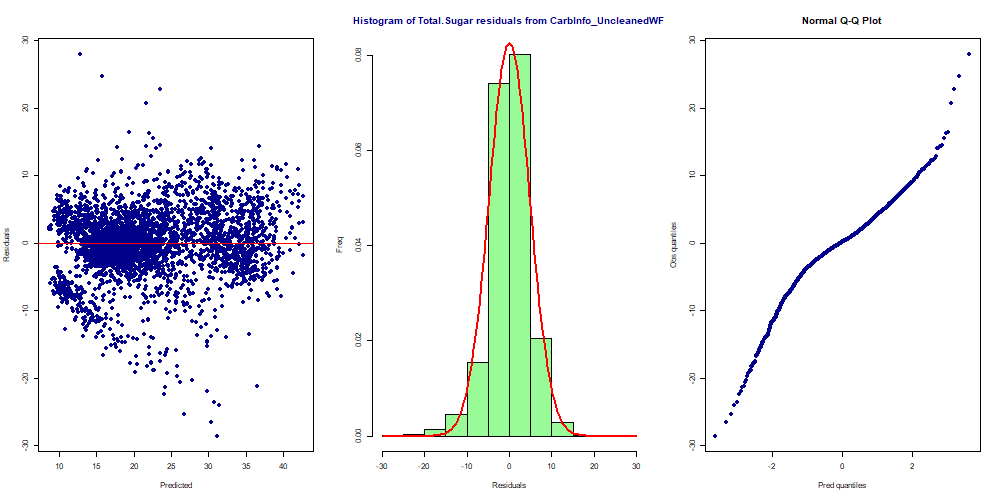 Residuals
30
20
10
0
-10
-20
-30
10 15 20 25 30 35 40
Predicted
Histogram of Total.Sugar residuals from CarbInfo_UncleanedWF
Freq
0.08
0.06
0.04
0.02
0.00
-30 -20 -10 0 10 20 30
Residuals
Normal Q-Q Plot
Obs quantiles
30
20
10
0
-10
-20
-30
-2 0 2
Pred quantiles